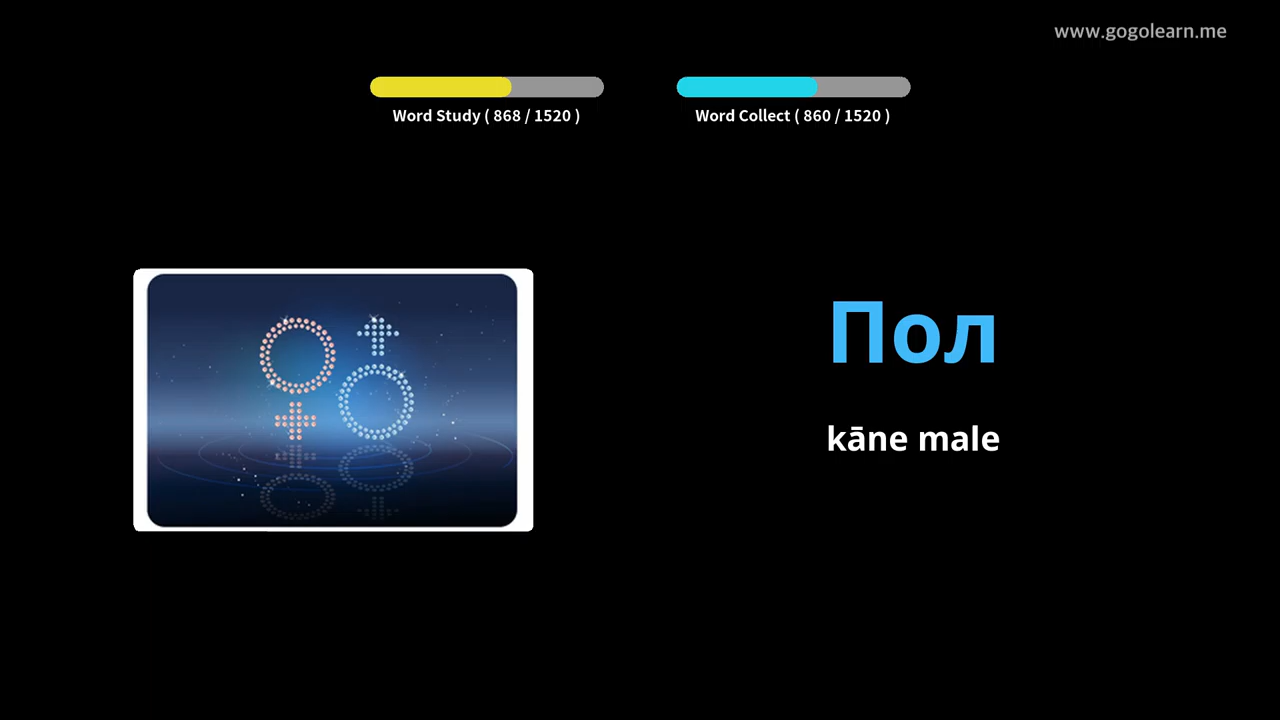 www.gogolearn.me
Word Study ( 868 / 1520 )
Word Collect ( 860 / 1520 )
Пол
kāne male